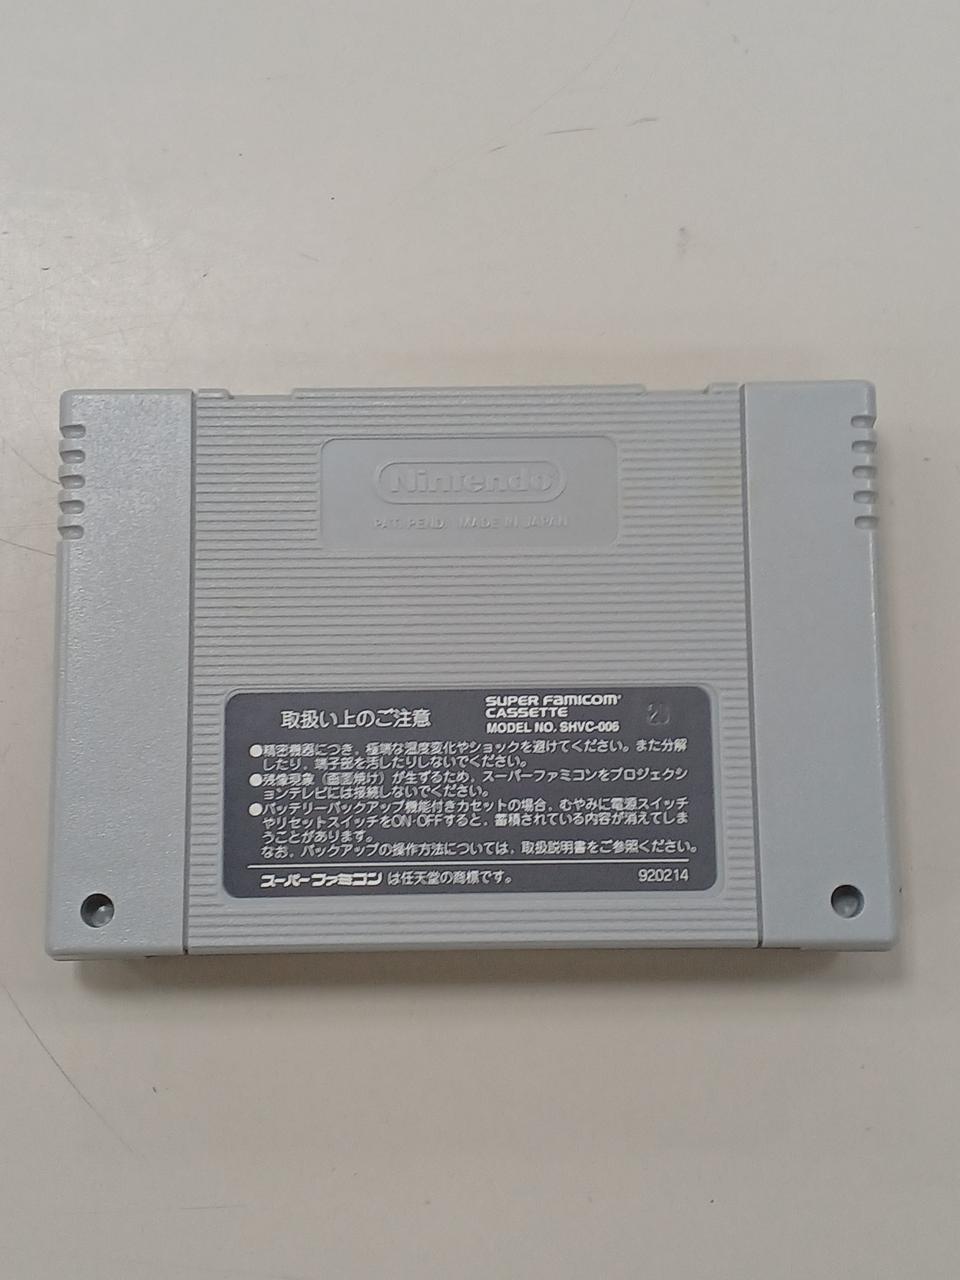 Nintendo
PAT. PEND. MADE IN JAPAN
取扱い上のご注意
SUPER FAMICOM
CASSETTE
MODEL NO. SHVC-006
●精密機器につき、極端な温度変化やショックを避けてください。また分解
したり、端子部を汚したりしないでください。
●残像現象(画面焼け)が生ずるため、スーパーファミコンをプロジェクシ
ョンテレビには接続しないでください。
●バッテリーバックアップ機能付きカセットの場合、むやみに電源スイッチ
やリセットスイッチをON・OFFすると、蓄積されている内容が消えてしま
うことがあります。
なお、バックアップの操作方法については、取扱説明書をご参照ください。
スーパーファミコンは任天堂の商標です。
920214